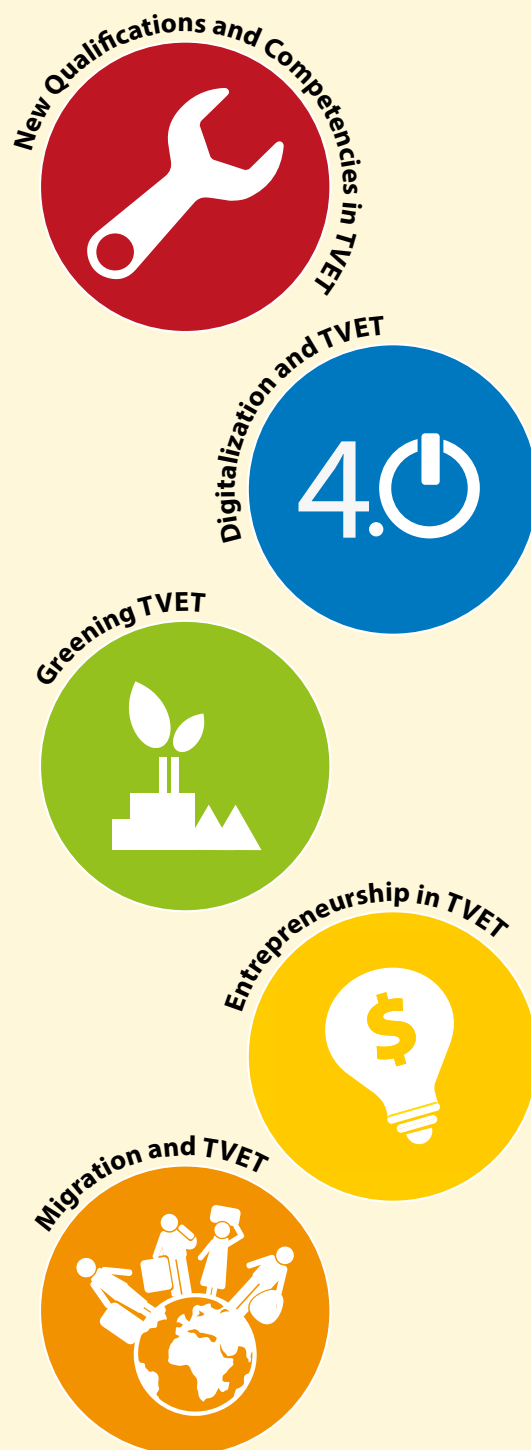 New Qualifications and Competencies in TVET
Digitalization and TVET
4.0
Greening TVET
Entrepreneurship in TVET
$
Migration and TVET